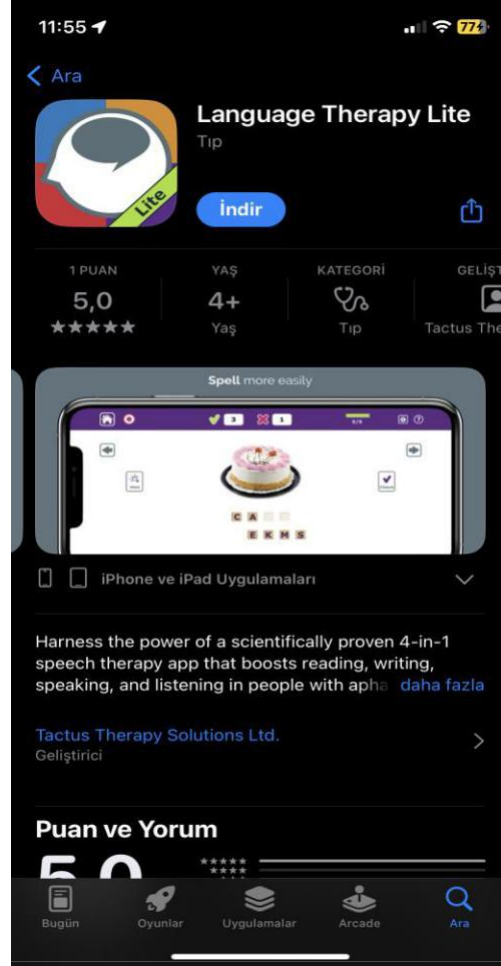 11:55
77
Ara
Language Therapy Lite
Tıp
Lite
İndir
1 PUAN
YAŞ
KATEGORİ
GELİŞT
5,0
4+
★★★★★
Yaş
Tıp
Tactus The
Spell more easily
3
1
C A
E K M S
iPhone ve iPad Uygulamaları
Harness the power of a scientifically proven 4-in-1
speech therapy app that boosts reading, writing,
speaking, and listening in people with apha daha fazla
Tactus Therapy Solutions Ltd.
Geliştirici
Puan ve Yorum
5,0
Bugün
Oyunlar
Uygulamalar
Arcade
Ara